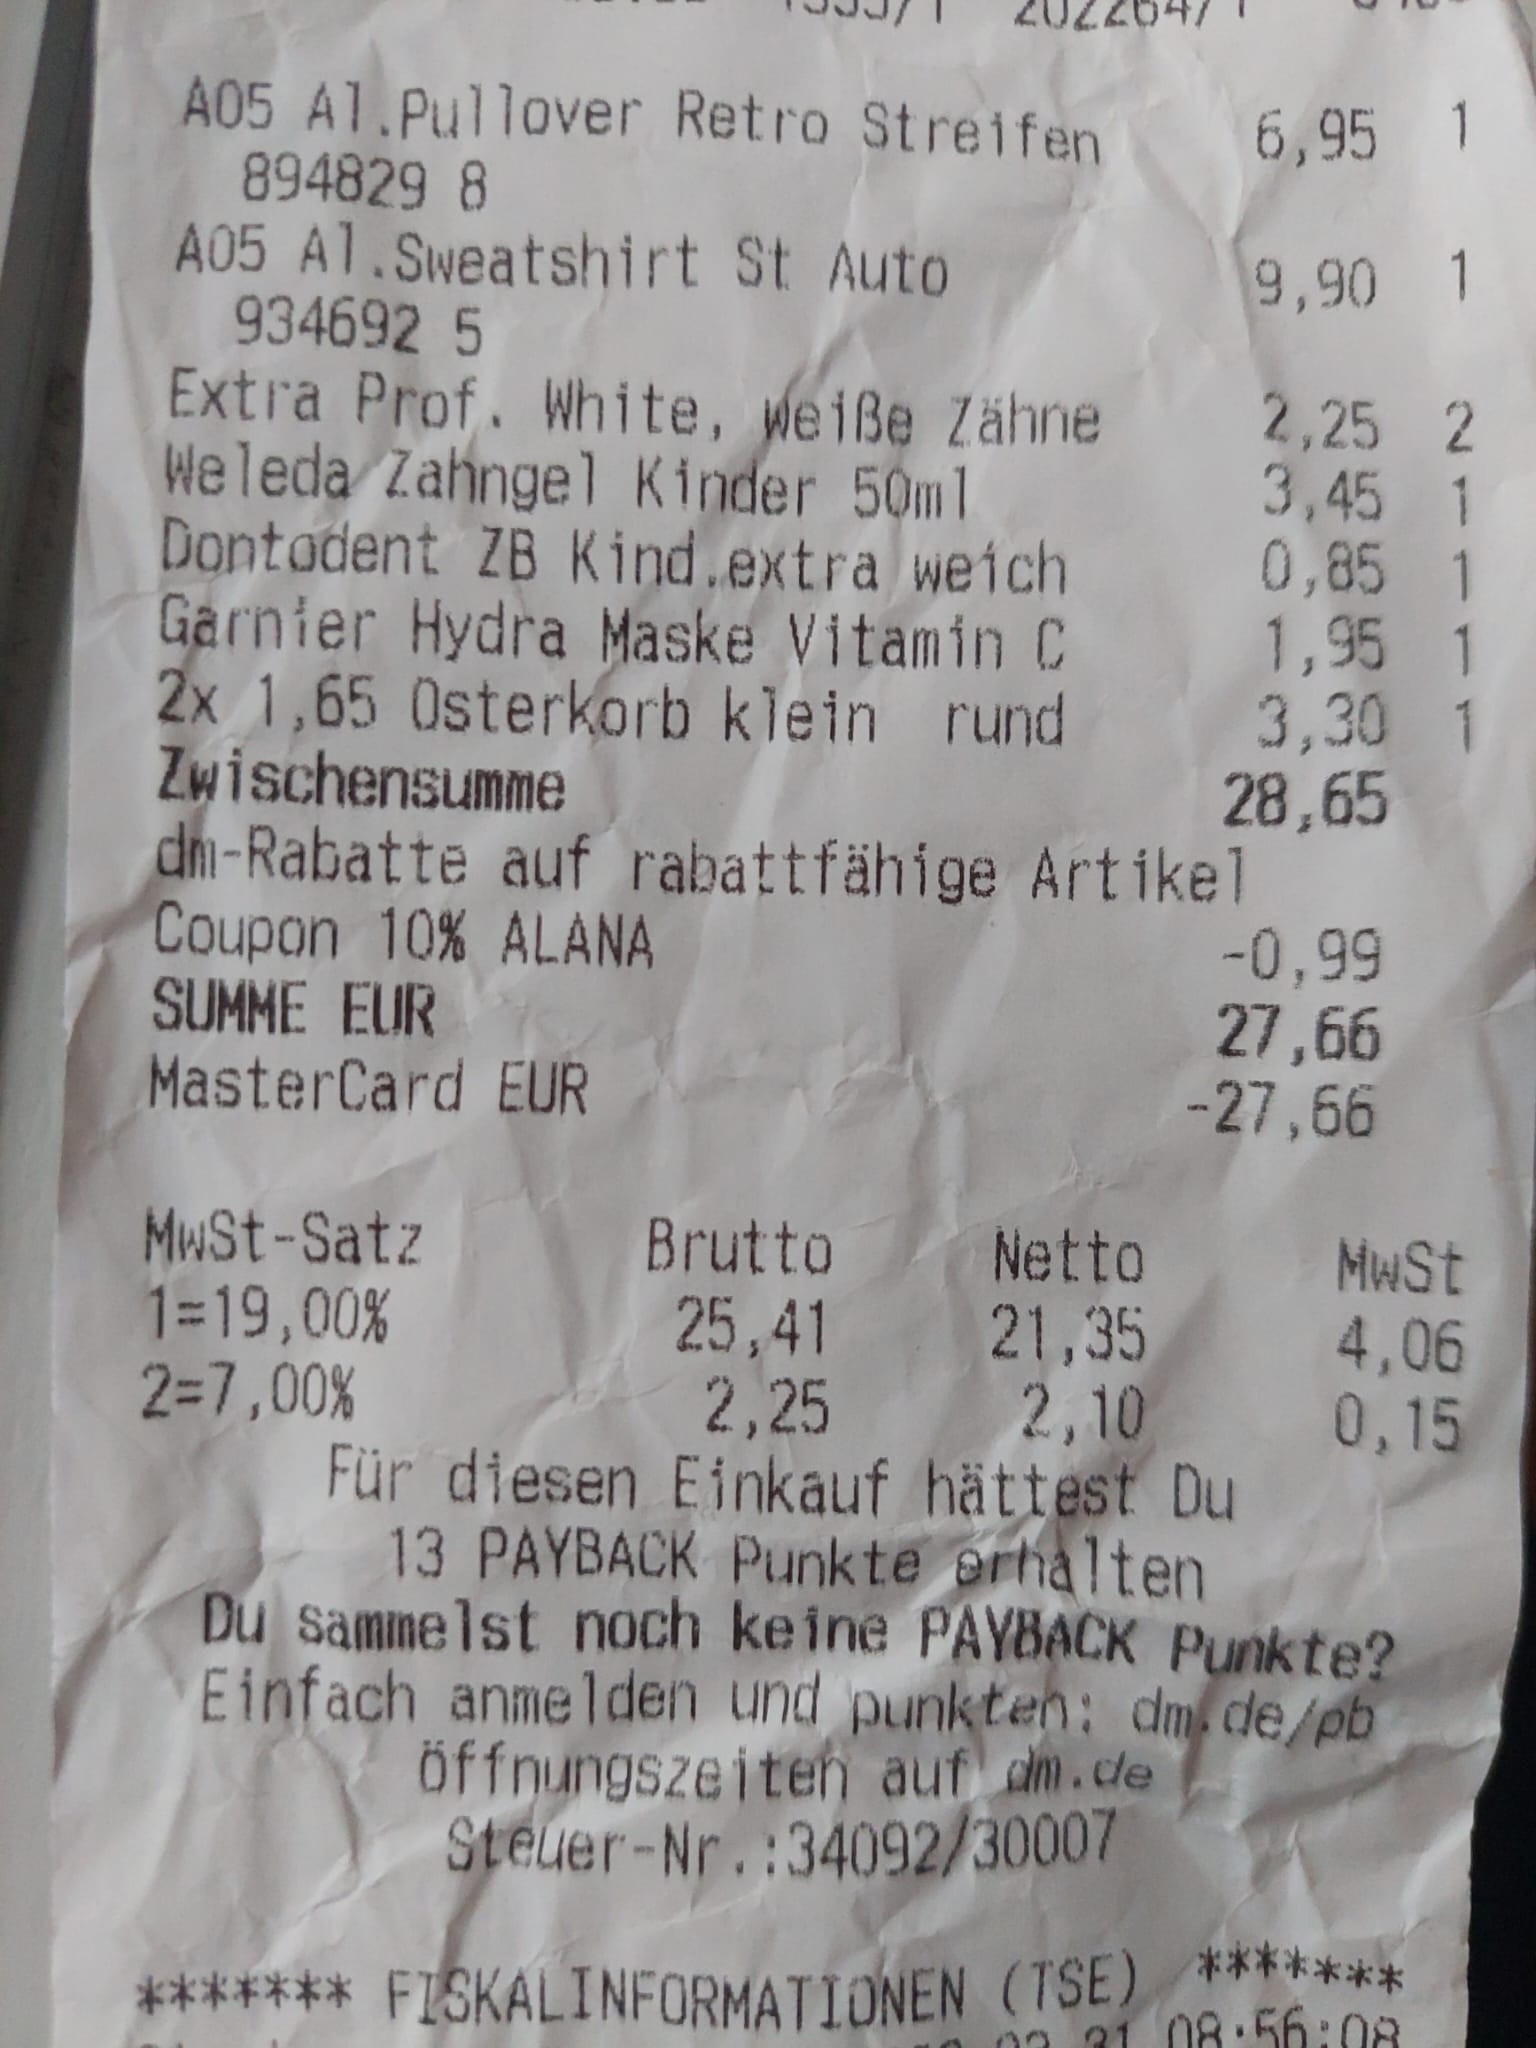 A05 Al.Pullover Retro Streifen 6,95 1
894829 8
A05 Al.Sweatshirt St Auto 9,90 1
934692 5
Extra Prof. White, weiße Zähne 2,25 2
Weleda Zahngel Kinder 50ml 3,45 1
Dontodent ZB Kind.extra weich 0,85 1
Garnier Hydra Maske Vitamin C 1,95 1
2x 1,65 Osterkorb klein rund 3,30 1
Zwischensumme 28,65
dm-Rabatte auf rabattfähige Artikel
Coupon 10% ALANA -0,99
SUMME EUR 27,66
MasterCard EUR -27,66
MwSt-Satz Brutto Netto MwSt
1=19,00% 25,41 21,35 4,06
2=7,00% 2,25 2,10 0,15
Für diesen Einkauf hättest Du
13 PAYBACK Punkte erhalten
Du sammelst noch keine PAYBACK Punkte?
Einfach anmelden und punkten: dm.de/pb
Öffnungszeiten auf dm.de
Steuer-Nr.:34092/30007
******* FISKALINFORMATIONEN (TSE) *******
08:56:08